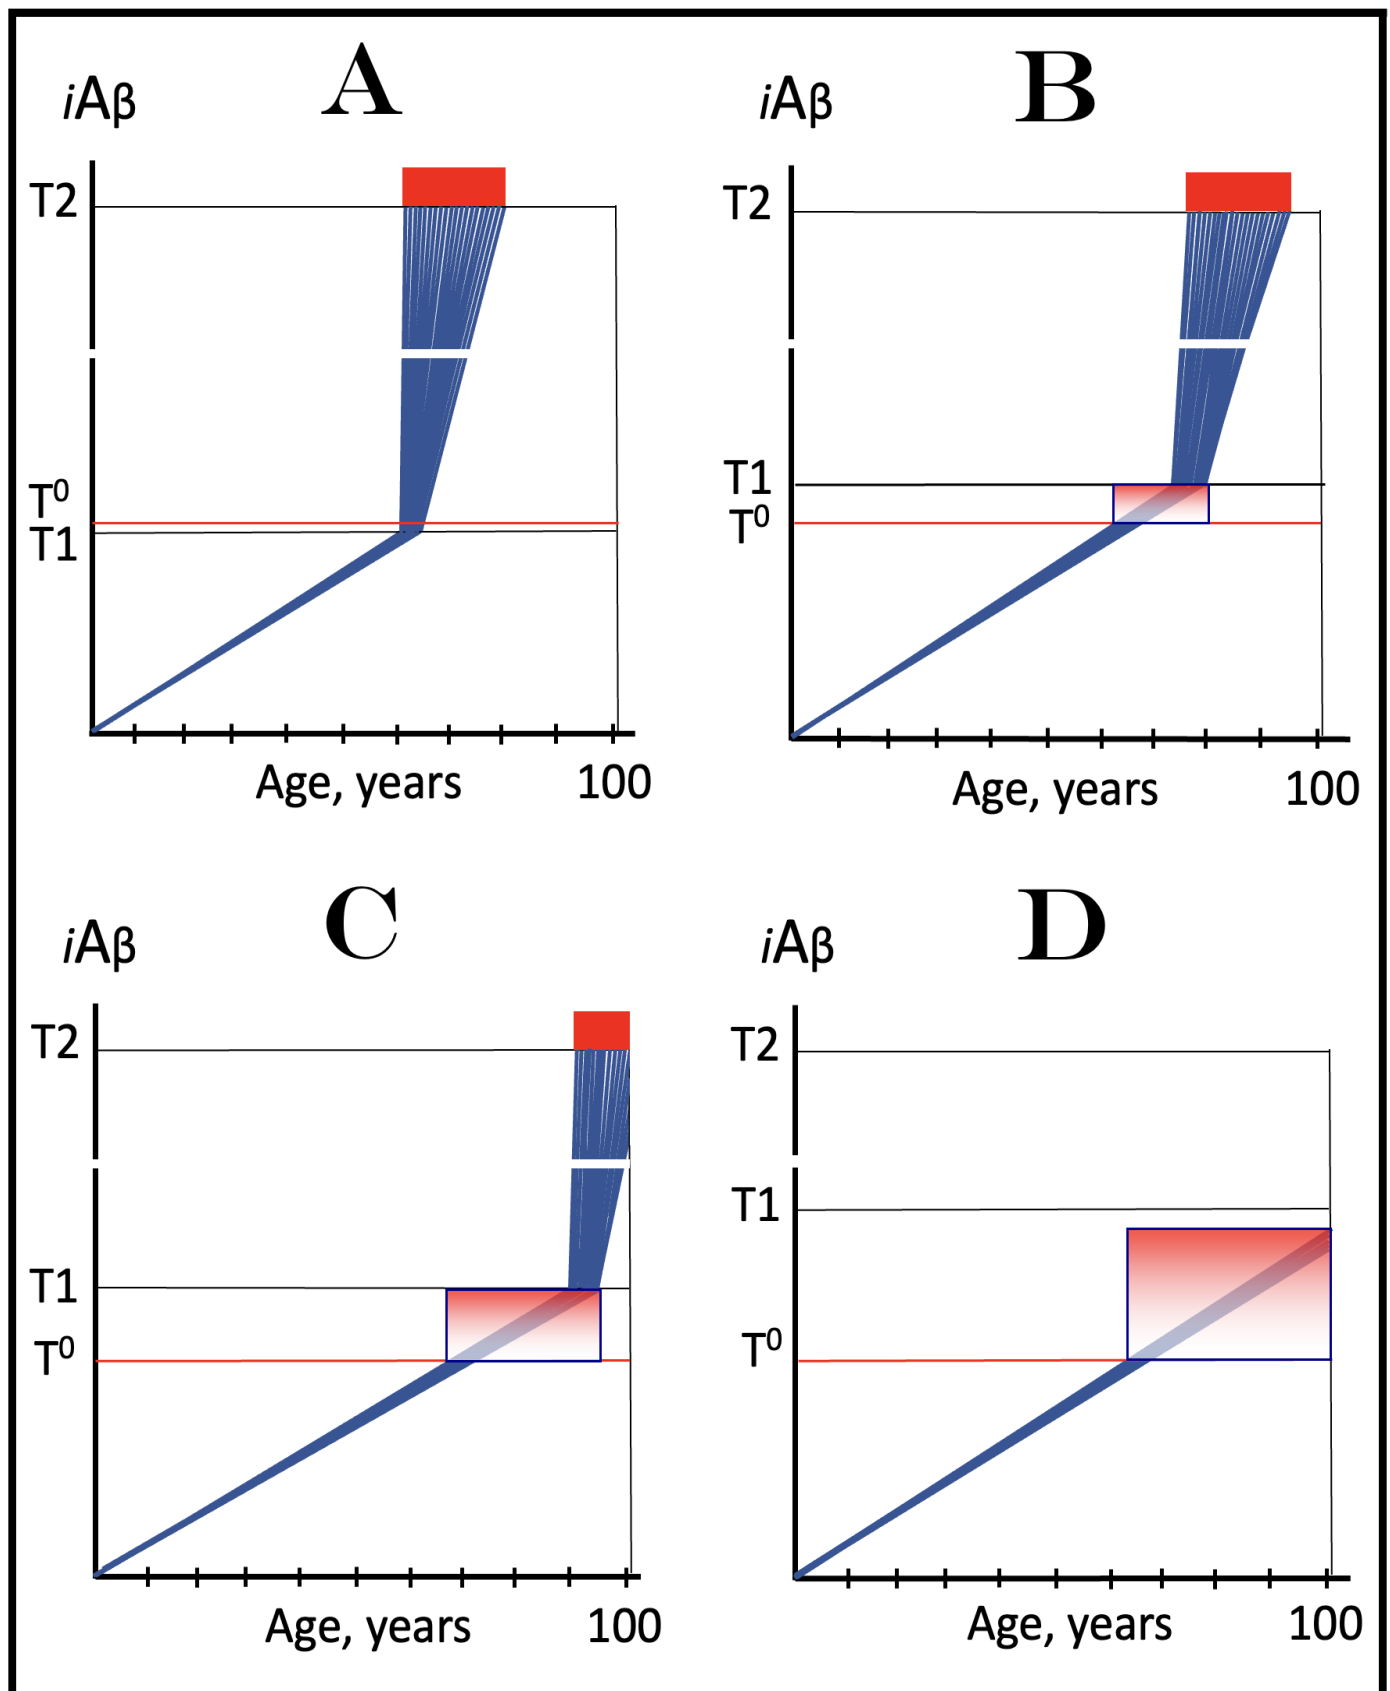 A
iAβ
T2
T⁰
T1
Age, years 100
B
iAβ
T2
T1
T⁰
Age, years 100
C
iAβ
T2
T1
T⁰
Age, years 100
D
iAβ
T2
T1
T⁰
Age, years 100